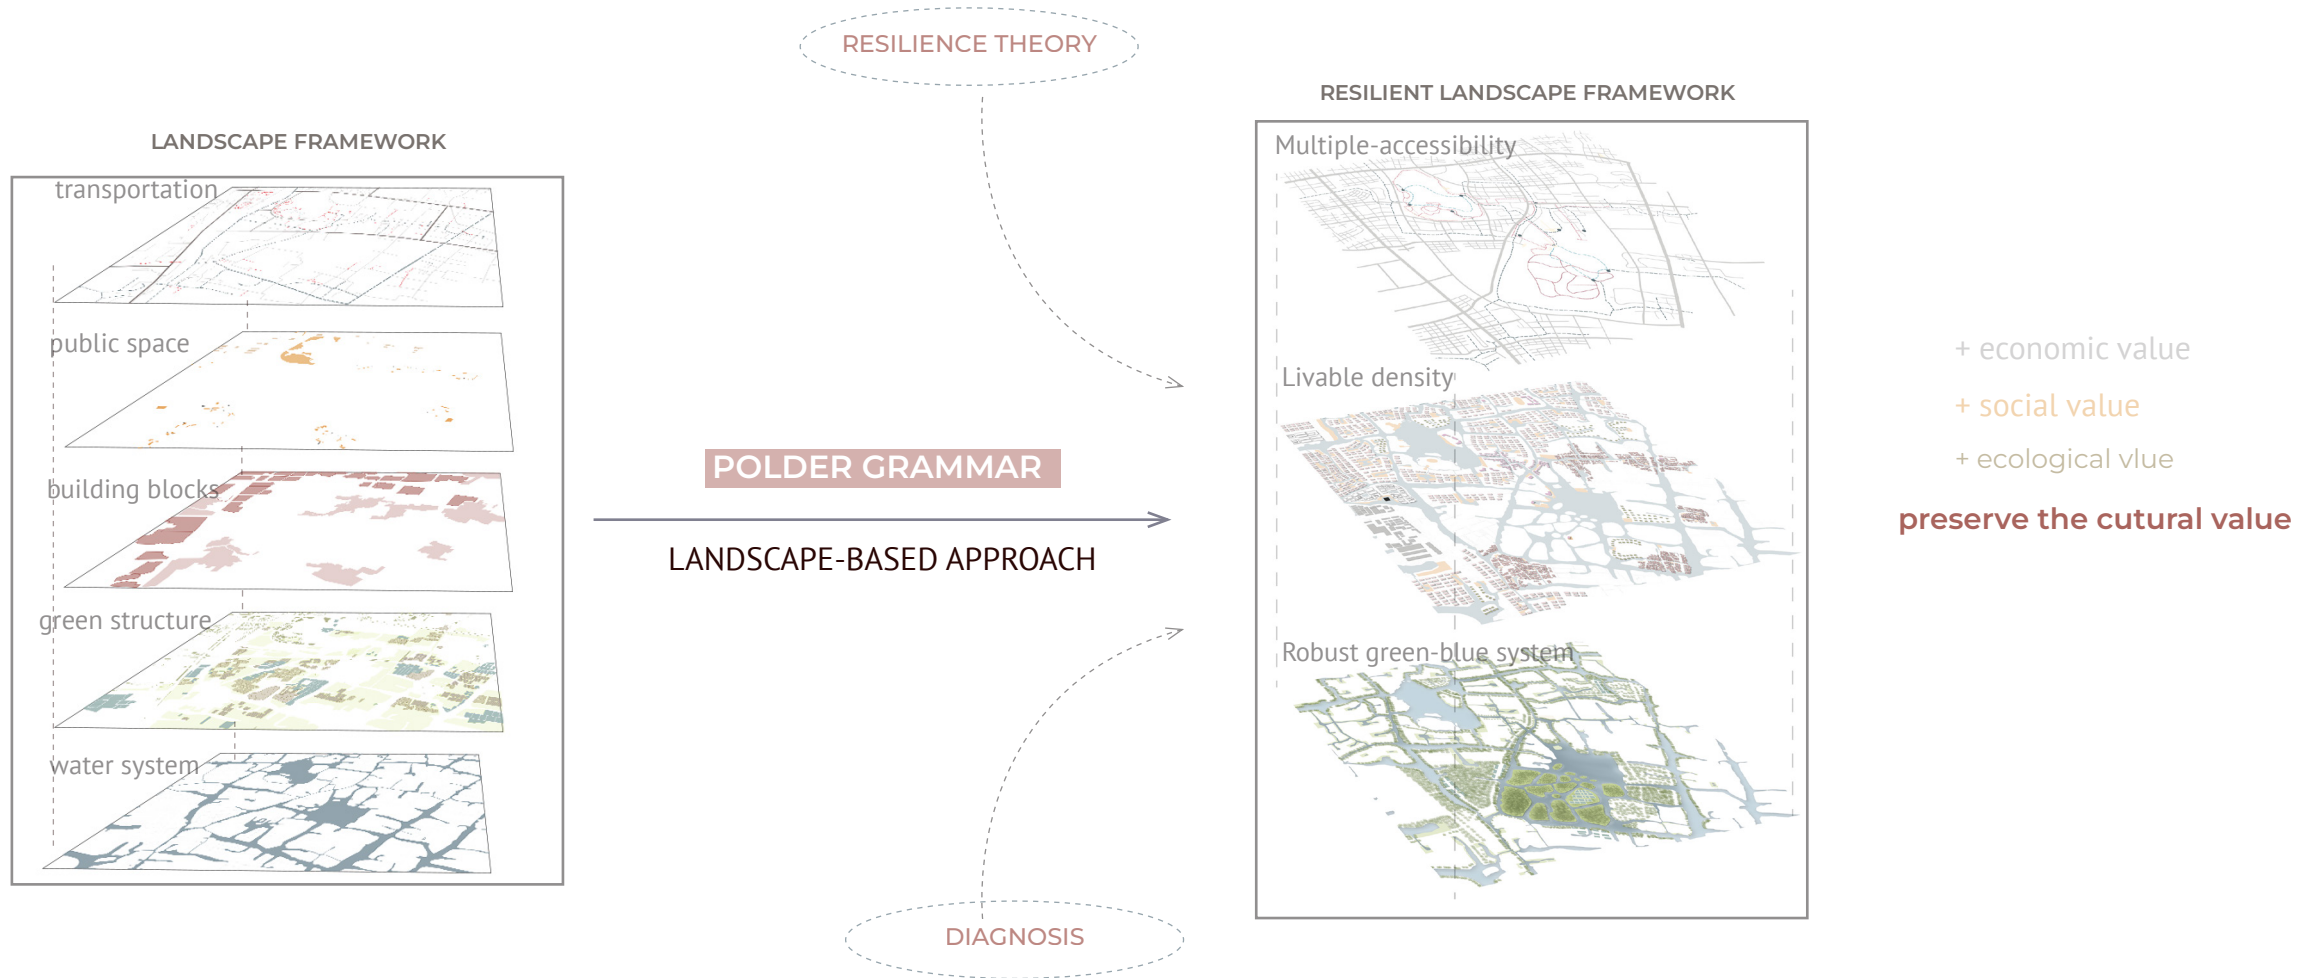 RESILIENCE THEORY
LANDSCAPE FRAMEWORK
transportation
public space
building blocks
green structure
water system
POLDER GRAMMAR
LANDSCAPE-BASED APPROACH
DIAGNOSIS
RESILIENT LANDSCAPE FRAMEWORK
Multiple-accessibility
Livable density
Robust green-blue system
+ economic value
+ social value
+ ecological vlue
preserve the cutural value